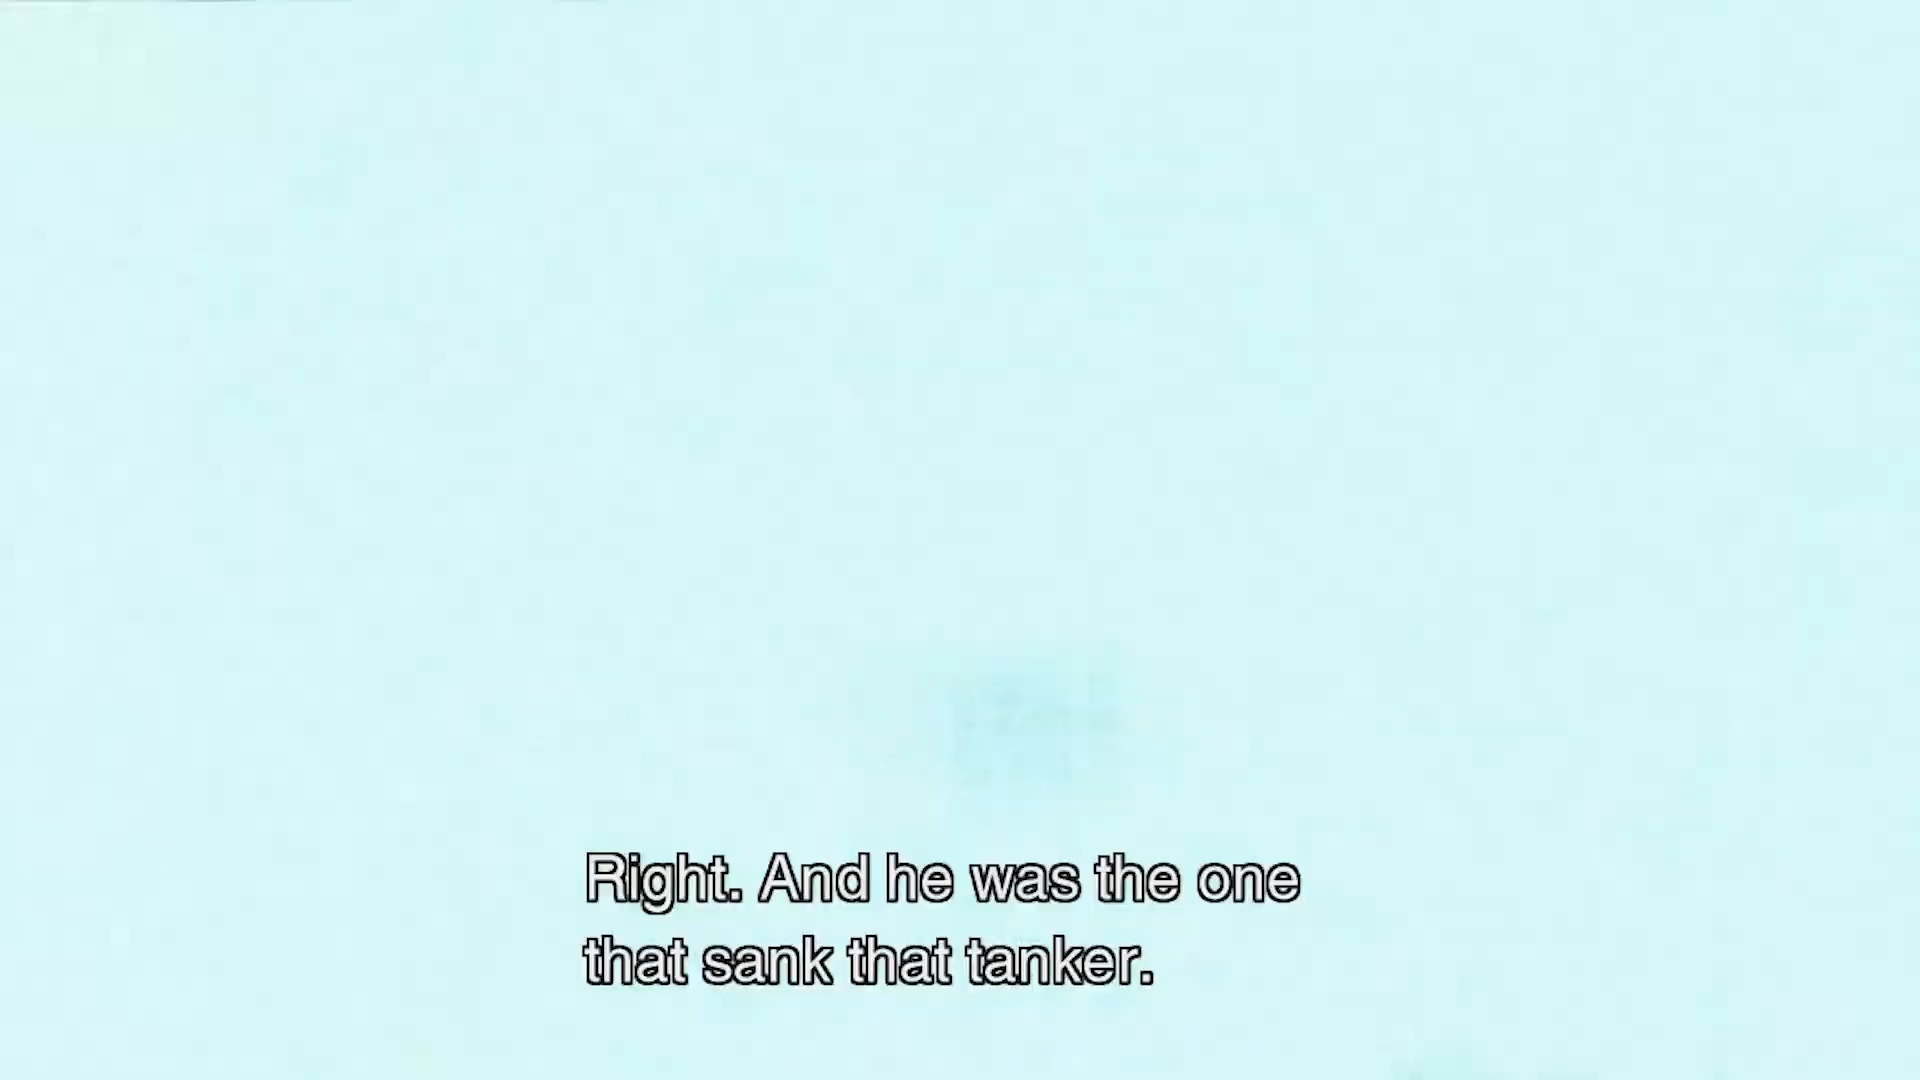 Right. And he was the one
that sank that tanker.